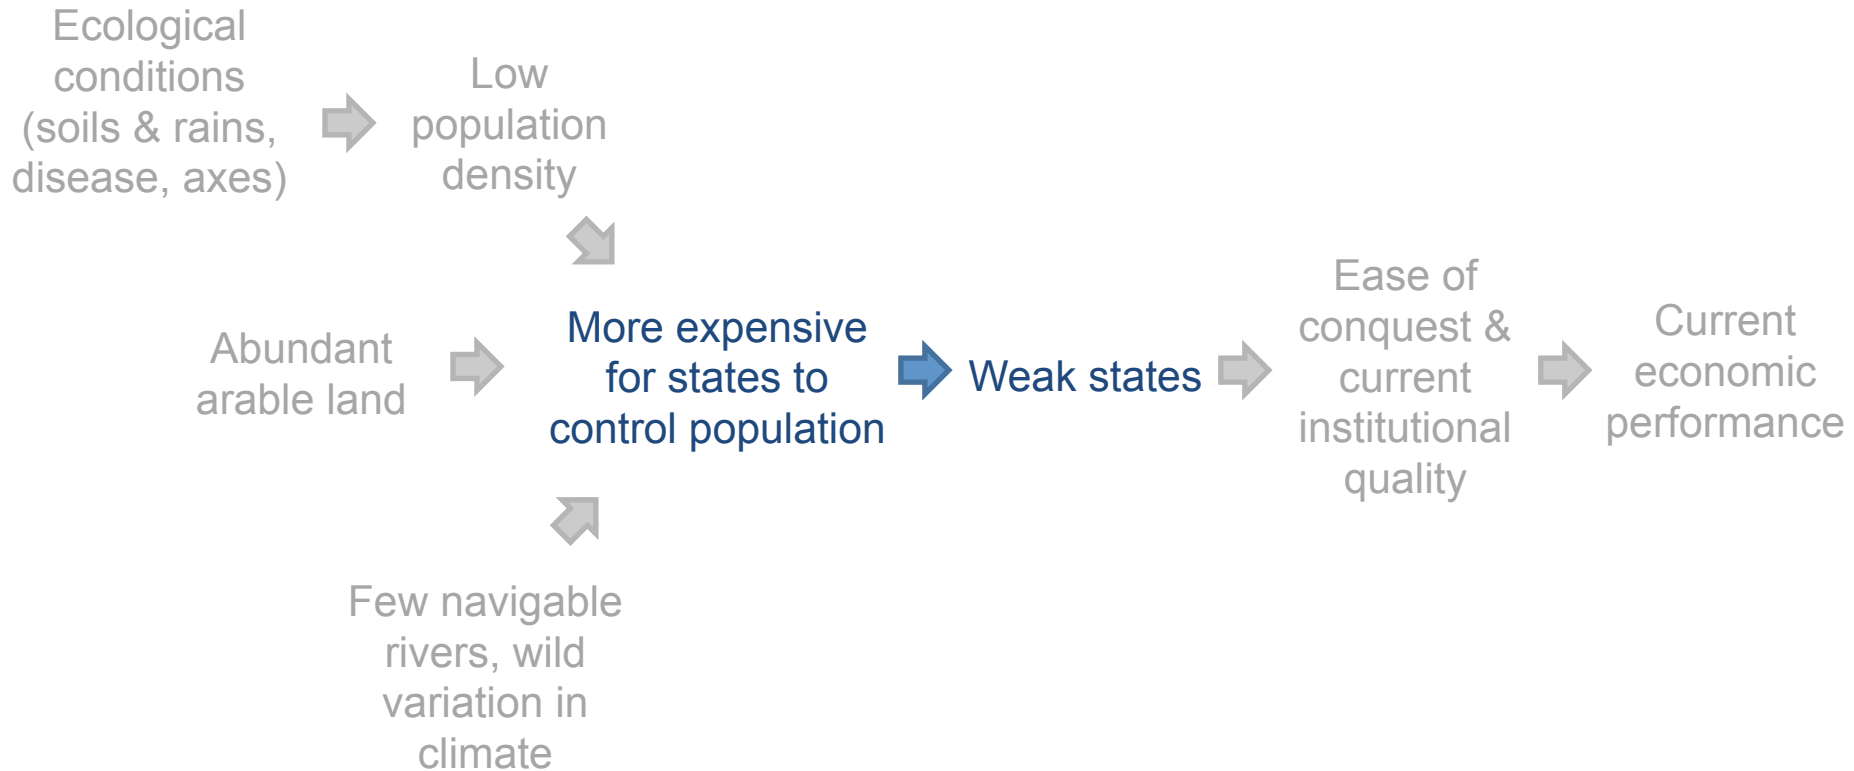 Ecological
conditions
(soils & rains,
disease, axes)
Low
population
density
Abundant
arable land
More expensive
for states to
control population
Weak states
Ease of
conquest &
current
institutional
quality
Current
economic
performance
Few navigable
rivers, wild
variation in
climate